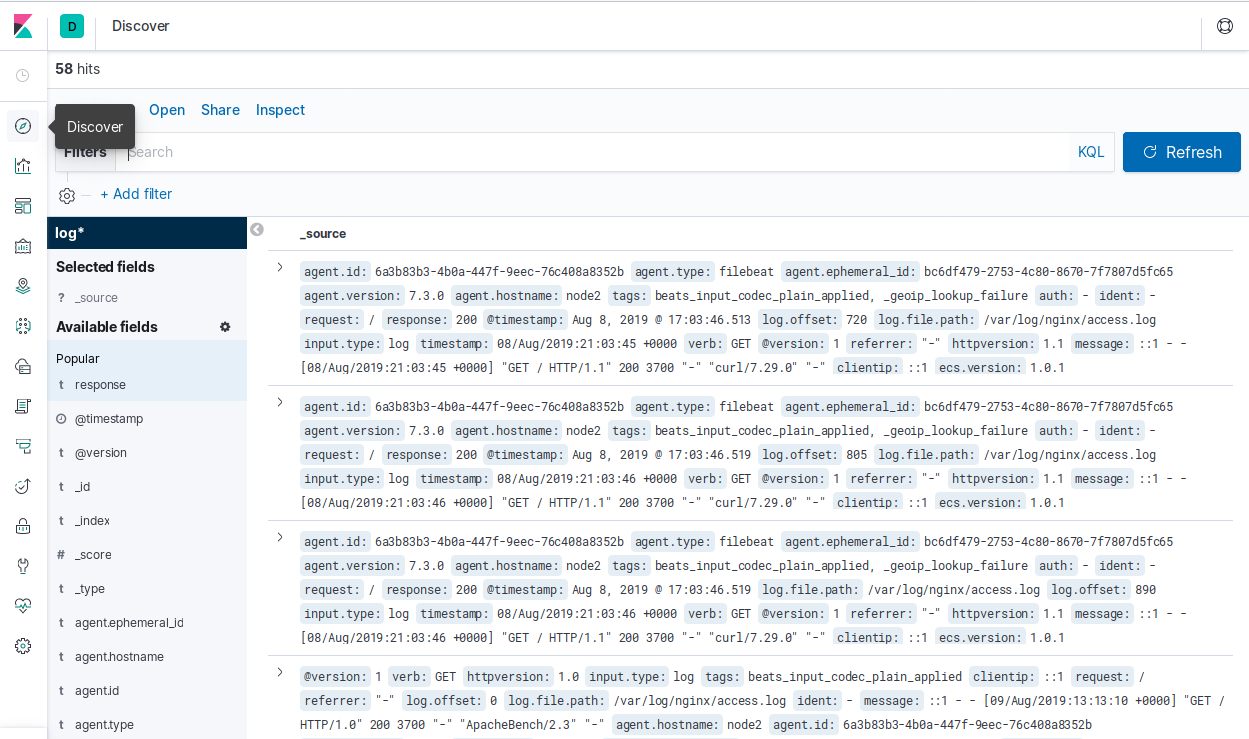 D Discover
58 hits
Open Share Inspect
Discover
Filters Search KQL Refresh
+ Add filter
log*
_source
Selected fields
? _source
Available fields
Popular
t response
@timestamp
t @version
t _id
t _index
# _score
t _type
t agent.ephemeral_id
t agent.hostname
t agent.id
t agent.type
agent.id: 6a3b83b3-4b0a-447f-9eec-76c408a8352b agent.type: filebeat agent.ephemeral_id: bc6df479-2753-4c80-8670-7f7807d5fc65
agent.version: 7.3.0 agent.hostname: node2 tags: beats_input_codec_plain_applied, _geoip_lookup_failure auth: - ident: -
request: / response: 200 @timestamp: Aug 8, 2019 @ 17:03:46.513 log.offset: 720 log.file.path: /var/log/nginx/access.log
input.type: log timestamp: 08/Aug/2019:21:03:45 +0000 verb: GET @version: 1 referrer: "-" httpversion: 1.1 message: ::1 - -
[08/Aug/2019:21:03:45 +0000] "GET / HTTP/1.1" 200 3700 "-" "curl/7.29.0" "-" clientip: ::1 ecs.version: 1.0.1
agent.id: 6a3b83b3-4b0a-447f-9eec-76c408a8352b agent.type: filebeat agent.ephemeral_id: bc6df479-2753-4c80-8670-7f7807d5fc65
agent.version: 7.3.0 agent.hostname: node2 tags: beats_input_codec_plain_applied, _geoip_lookup_failure auth: - ident: -
request: / response: 200 @timestamp: Aug 8, 2019 @ 17:03:46.519 log.offset: 805 log.file.path: /var/log/nginx/access.log
input.type: log timestamp: 08/Aug/2019:21:03:46 +0000 verb: GET @version: 1 referrer: "-" httpversion: 1.1 message: ::1 - -
[08/Aug/2019:21:03:46 +0000] "GET / HTTP/1.1" 200 3700 "-" "curl/7.29.0" "-" clientip: ::1 ecs.version: 1.0.1
agent.id: 6a3b83b3-4b0a-447f-9eec-76c408a8352b agent.type: filebeat agent.ephemeral_id: bc6df479-2753-4c80-8670-7f7807d5fc65
agent.version: 7.3.0 agent.hostname: node2 tags: beats_input_codec_plain_applied, _geoip_lookup_failure auth: - ident: -
request: / response: 200 @timestamp: Aug 8, 2019 @ 17:03:46.519 log.file.path: /var/log/nginx/access.log log.offset: 890
input.type: log timestamp: 08/Aug/2019:21:03:46 +0000 verb: GET @version: 1 referrer: "-" httpversion: 1.1 message: ::1 - -
[08/Aug/2019:21:03:46 +0000] "GET / HTTP/1.1" 200 3700 "-" "curl/7.29.0" "-" clientip: ::1 ecs.version: 1.0.1
@version: 1 verb: GET httpversion: 1.0 input.type: log tags: beats_input_codec_plain_applied clientip: ::1 request: /
referrer: "-" log.offset: 0 log.file.path: /var/log/nginx/access.log ident: - message: ::1 - - [09/Aug/2019:13:13:10 +0000] "GET /
HTTP/1.0" 200 3700 "-" "ApacheBench/2.3" "-" agent.hostname: node2 agent.id: 6a3b83b3-4b0a-447f-9eec-76c408a8352b